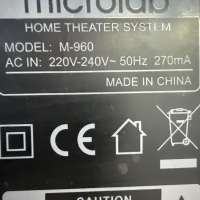 microlab
HOME THEATER SYSTEM
MODEL: M-960
AC IN: 220V-240V~ 50Hz 270mA
MADE IN CHINA
CE
CAUTION